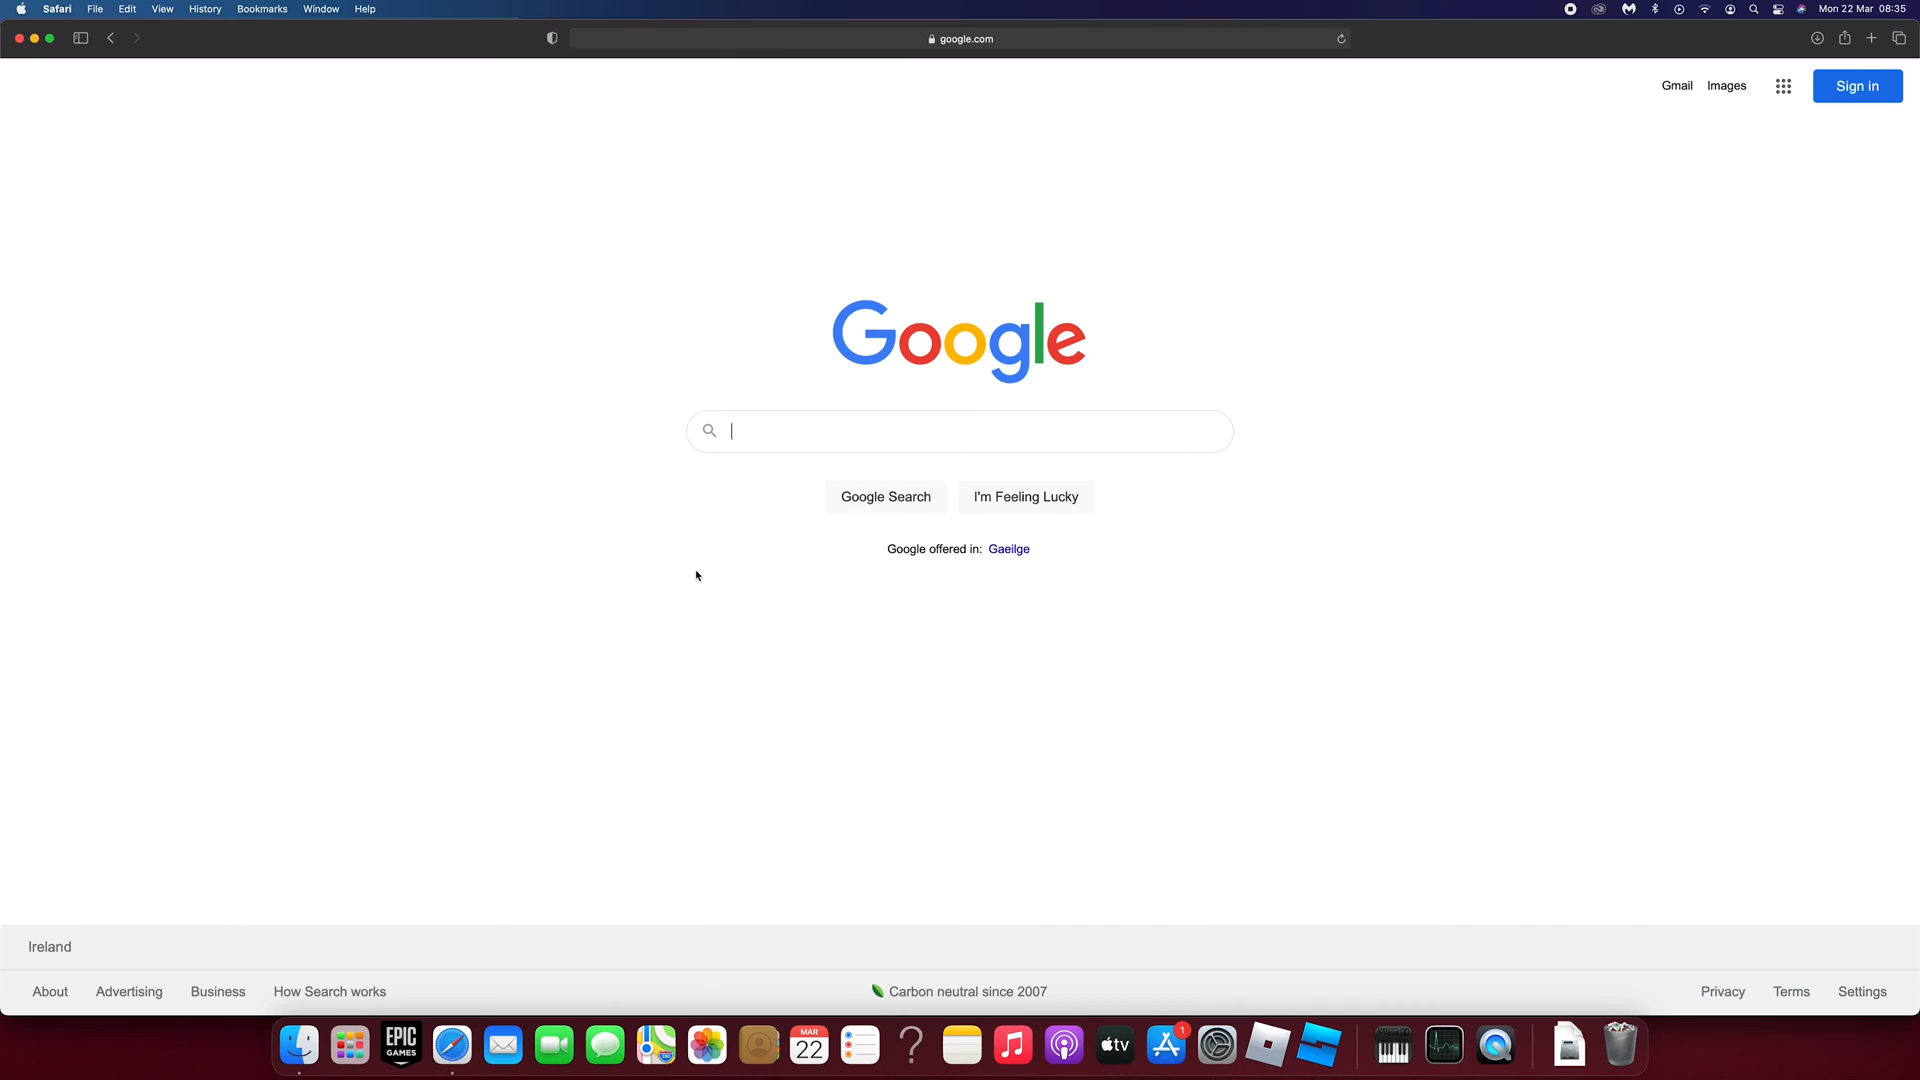 Safari File Edit View History Bookmarks Window Help Mon 22 Mar 08:35
google.com
Gmail Images Sign in
Google
Google Search I'm Feeling Lucky
Google offered in: Gaeilge
Ireland
About Advertising Business How Search works Carbon neutral since 2007 Privacy Terms Settings
EPIC GAMES MAR 22 tv 1